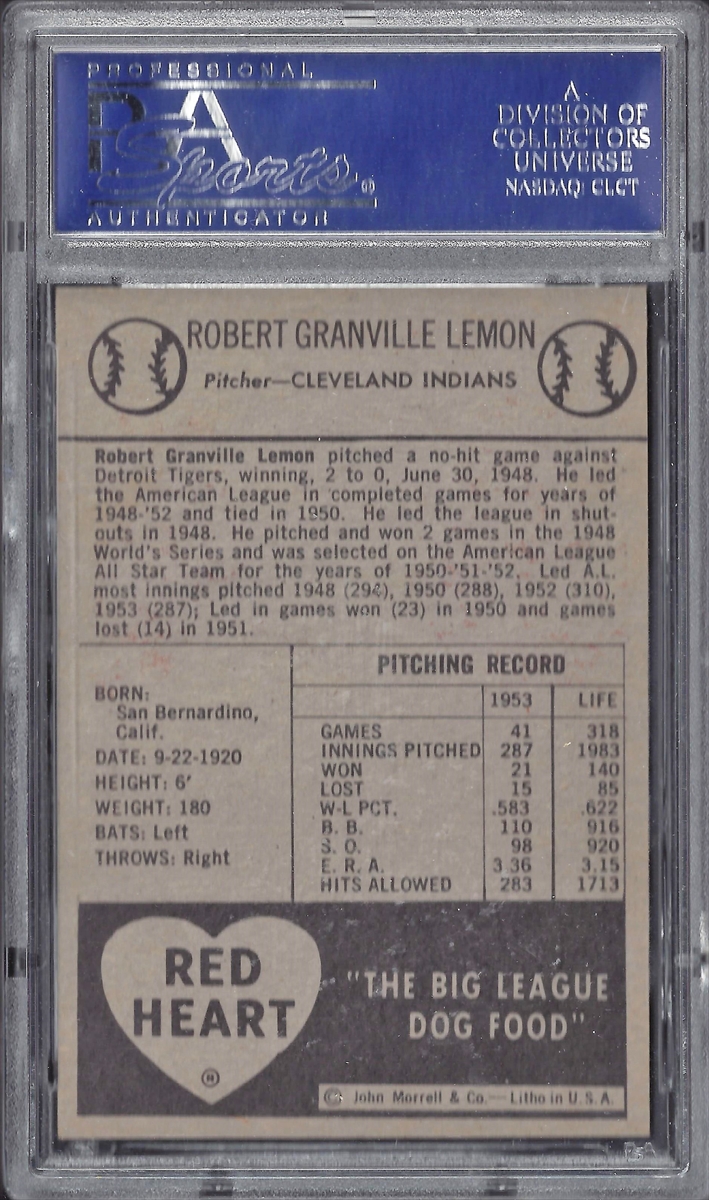 PROFESSIONAL
PSA
Sports®
AUTHENTICATOR
A
DIVISION OF
COLLECTORS
UNIVERSE
NASDAQ: CLCT
ROBERT GRANVILLE LEMON
Pitcher—CLEVELAND INDIANS
Robert Granville Lemon pitched a no-hit game against
Detroit Tigers, winning, 2 to 0, June 30, 1948. He led
the American League in completed games for years of
1948-'52 and tied in 1950. He led the league in shut-
outs in 1948. He pitched and won 2 games in the 1948
World's Series and was selected on the American League
All Star Team for the years of 1950-'51-'52. Led A.L.
most innings pitched 1948 (294), 1950 (288), 1952 (310),
1953 (287); Led in games won (23) in 1950 and games
lost (14) in 1951.
BORN:
San Bernardino,
Calif.
DATE: 9-22-1920
HEIGHT: 6'
WEIGHT: 180
BATS: Left
THROWS: Right
PITCHING RECORD
1953 LIFE
GAMES 41 318
INNINGS PITCHED 287 1983
WON 21 140
LOST 15 85
W-L PCT. .583 .622
B. B. 110 916
S. O. 98 920
E. R. A. 3.36 3.15
HITS ALLOWED 283 1713
RED
HEART
"THE BIG LEAGUE
DOG FOOD"
© John Morrell & Co.—Litho in U.S.A.